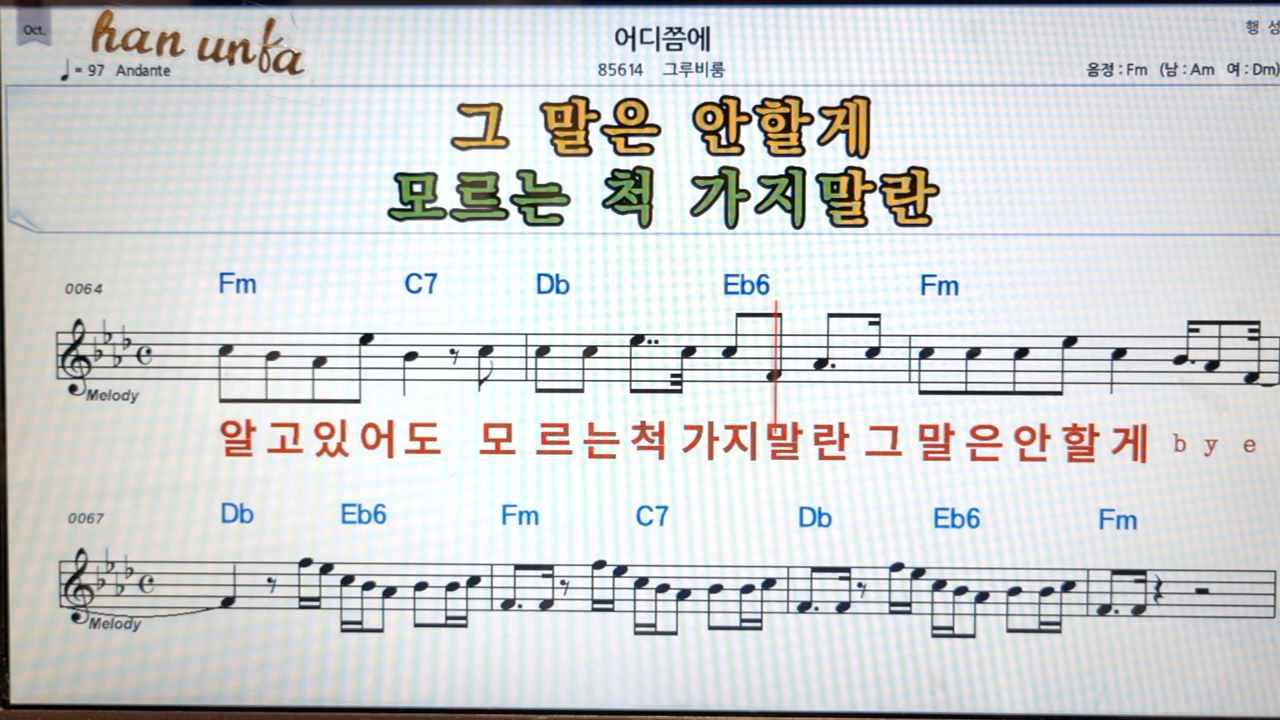 Oct.
han unfa
어디쯤에
행 성
♩= 97 Andante
85614 그루비룸
음정 : Fm (남 : Am 여 : Dm)
그 말은 안할게
모르는 척 가지말란
0064 Fm C7 Db Eb6 Fm
Melody
알고있어도 모르는척 가지말란 그말은안할게 bye
0067 Db Eb6 Fm C7 Db Eb6 Fm
Melody